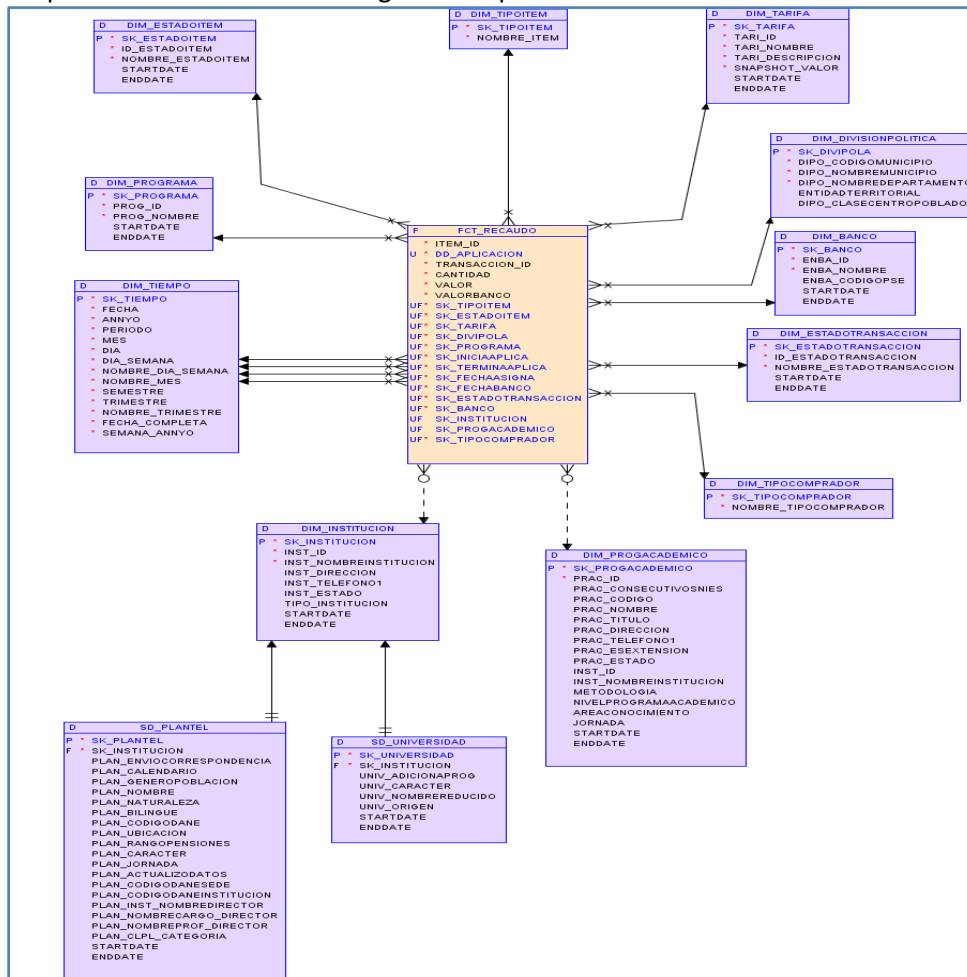 D DIM_ESTADOITEM
P * SK_ESTADOITEM
* ID_ESTADOITEM
* NOMBRE_ESTADOITEM
STARTDATE
ENDDATE
D DIM_TIPOITEM
P * SK_TIPOITEM
* NOMBRE_ITEM
D DIM_TARIFA
P * SK_TARIFA
* TARI_ID
* TARI_NOMBRE
* TARI_DESCRIPCION
* SNAPSHOT_VALOR
STARTDATE
ENDDATE
D DIM_DIVISIONPOLITICA
P * SK_DIVIPOLA
* DIPO_CODIGOMUNICIPIO
* DIPO_NOMBREMUNICIPIO
* DIPO_NOMBREDEPARTAMENTO
ENTIDADTERRITORIAL
DIPO_CLASECENTROPOBLADO
D DIM_PROGRAMA
P * SK_PROGRAMA
* PROG_ID
* PROG_NOMBRE
STARTDATE
ENDDATE
F FCT_RECAUDO
* ITEM_ID
U * DD_APLICACION
* TRANSACCION_ID
* CANTIDAD
* VALOR
* VALORBANCO
UF* SK_TIPOITEM
UF* SK_ESTADOITEM
UF* SK_TARIFA
UF* SK_DIVIPOLA
UF* SK_PROGRAMA
UF* SK_INICIAAPLICA
UF* SK_TERMINAAPLICA
UF* SK_FECHAASIGNA
UF* SK_FECHABANCO
UF* SK_ESTADOTRANSACCION
UF* SK_BANCO
UF SK_INSTITUCION
UF SK_PROGACADEMICO
UF* SK_TIPOCOMPRADOR
D DIM_BANCO
P * SK_BANCO
* ENBA_ID
* ENBA_NOMBRE
* ENBA_CODIGOPSE
STARTDATE
ENDDATE
D DIM_TIEMPO
P * SK_TIEMPO
* FECHA
* ANNYO
* PERIODO
* MES
* DIA
* DIA_SEMANA
* NOMBRE_DIA_SEMANA
* NOMBRE_MES
* SEMESTRE
* TRIMESTRE
* NOMBRE_TRIMESTRE
* FECHA_COMPLETA
* SEMANA_ANNYO
D DIM_ESTADOTRANSACCION
P * SK_ESTADOTRANSACCION
* ID_ESTADOTRANSACCION
* NOMBRE_ESTADOTRANSACCION
STARTDATE
ENDDATE
D DIM_TIPOCOMPRADOR
P * SK_TIPOCOMPRADOR
* NOMBRE_TIPOCOMPRADOR
D DIM_INSTITUCION
P * SK_INSTITUCION
* INST_ID
* INST_NOMBREINSTITUCION
INST_DIRECCION
INST_TELEFONO1
INST_ESTADO
TIPO_INSTITUCION
STARTDATE
ENDDATE
D DIM_PROGACADEMICO
P * SK_PROGACADEMICO
* PRAC_ID
PRAC_CONSECUTIVOSNIES
PRAC_CODIGO
PRAC_NOMBRE
PRAC_TITULO
PRAC_DIRECCION
PRAC_TELEFONO1
PRAC_ESEXTENSION
PRAC_ESTADO
INST_ID
INST_NOMBREINSTITUCION
METODOLOGIA
NIVELPROGRAMAACADEMICO
AREACONOCIMIENTO
JORNADA
STARTDATE
ENDDATE
D SD_PLANTEL
P * SK_PLANTEL
F * SK_INSTITUCION
PLAN_ENVIOCORRESPONDENCIA
PLAN_CALENDARIO
PLAN_GENEROPOBLACION
PLAN_NOMBRE
PLAN_NATURALEZA
PLAN_BILINGUE
PLAN_CODIGODANE
PLAN_UBICACION
PLAN_RANGOPENSIONES
PLAN_CARACTER
PLAN_JORNADA
PLAN_ACTUALIZODATOS
PLAN_CODIGODANESEDE
PLAN_CODIGODANEINSTITUCION
PLAN_INST_NOMBREDIRECTOR
PLAN_NOMBRECARGO_DIRECTOR
PLAN_NOMBREPROF_DIRECTOR
PLAN_CLPL_CATEGORIA
STARTDATE
ENDDATE
D SD_UNIVERSIDAD
P * SK_UNIVERSIDAD
F * SK_INSTITUCION
UNIV_ADICIONAPROG
UNIV_CARACTER
UNIV_NOMBREREDUCIDO
UNIV_ORIGEN
STARTDATE
ENDDATE